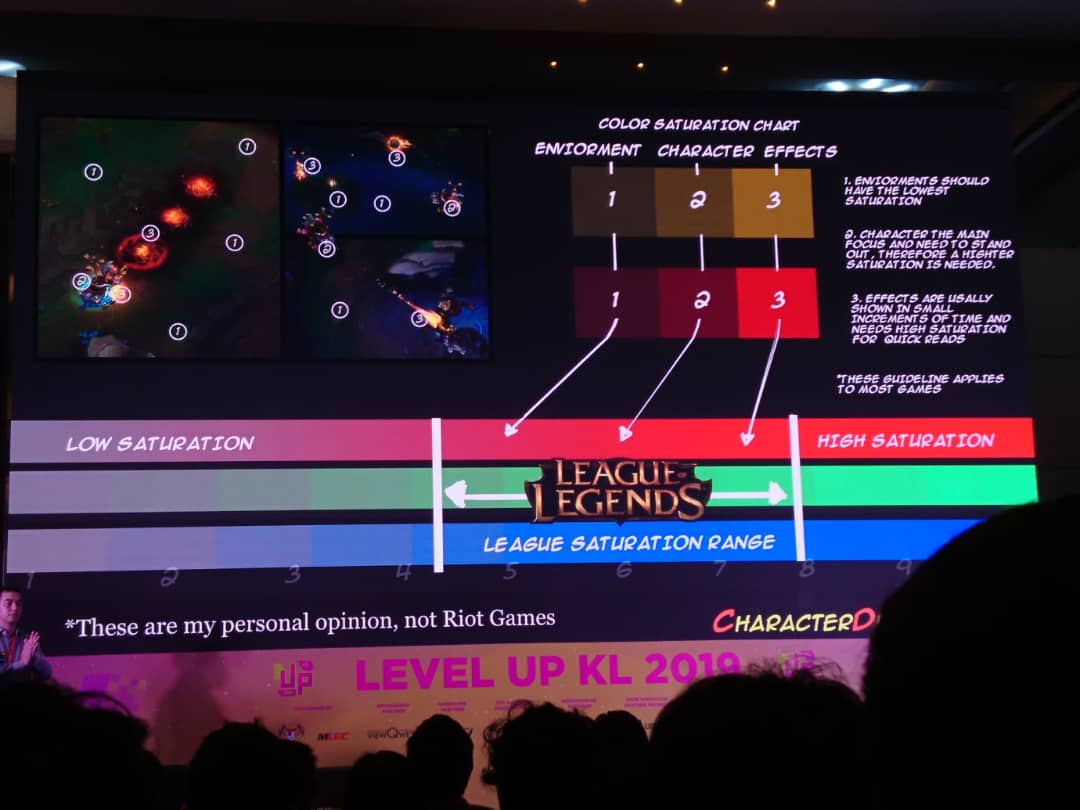 COLOR SATURATION CHART
ENVIORMENT CHARACTER EFFECTS
1 2 3
1 2 3
1. ENVIORMENTS SHOULD
HAVE THE LOWEST
SATURATION
2. CHARACTER THE MAIN
FOCUS AND NEED TO STAND
OUT, THEREFORE A HIGHTER
SATURATION IS NEEDED.
3. EFFECTS ARE USALLY
SHOWN IN SMALL
INCREMENTS OF TIME AND
NEEDS HIGH SATURATION
FOR QUICK READS
*THESE GUIDELINE APPLIES
TO MOST GAMES
1 1 3 1 2 3 1
3 3 1 1 2 2
1 3
LOW SATURATION
HIGH SATURATION
LEAGUE OF
LEGENDS
LEAGUE SATURATION RANGE
1 2 3 4 5 6 7 8 9
*These are my personal opinion, not Riot Games
CHARACTERD
UP
LEVEL UP KL 2019
VIEWQWE